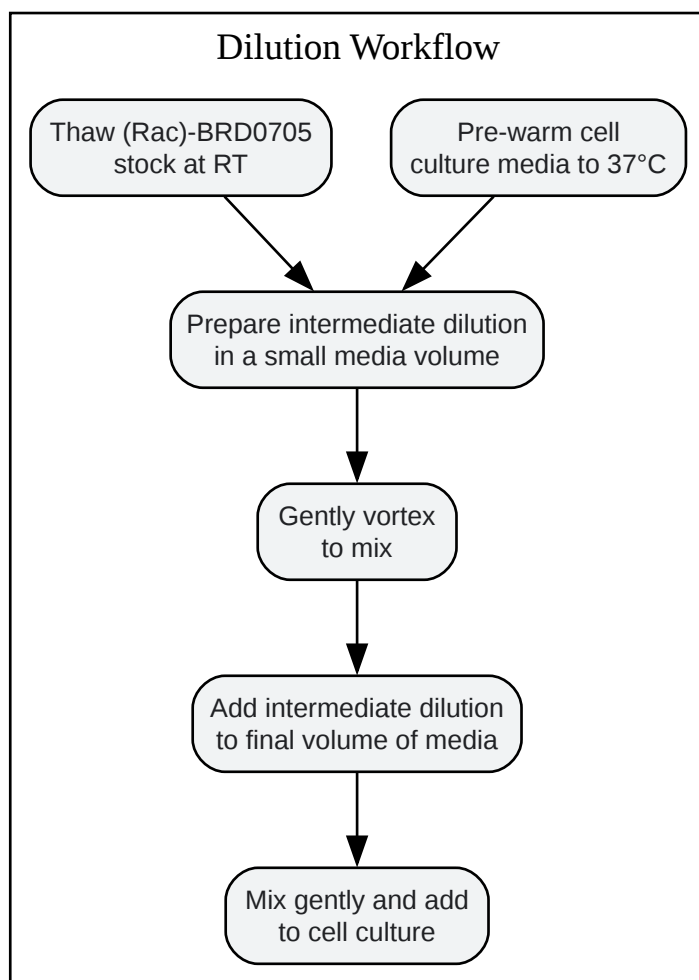 Dilution Workflow
Thaw (Rac)-BRD0705
stock at RT
Pre-warm cell
culture media to 37°C
Prepare intermediate dilution
in a small media volume
Gently vortex
to mix
Add intermediate dilution
to final volume of media
Mix gently and add
to cell culture